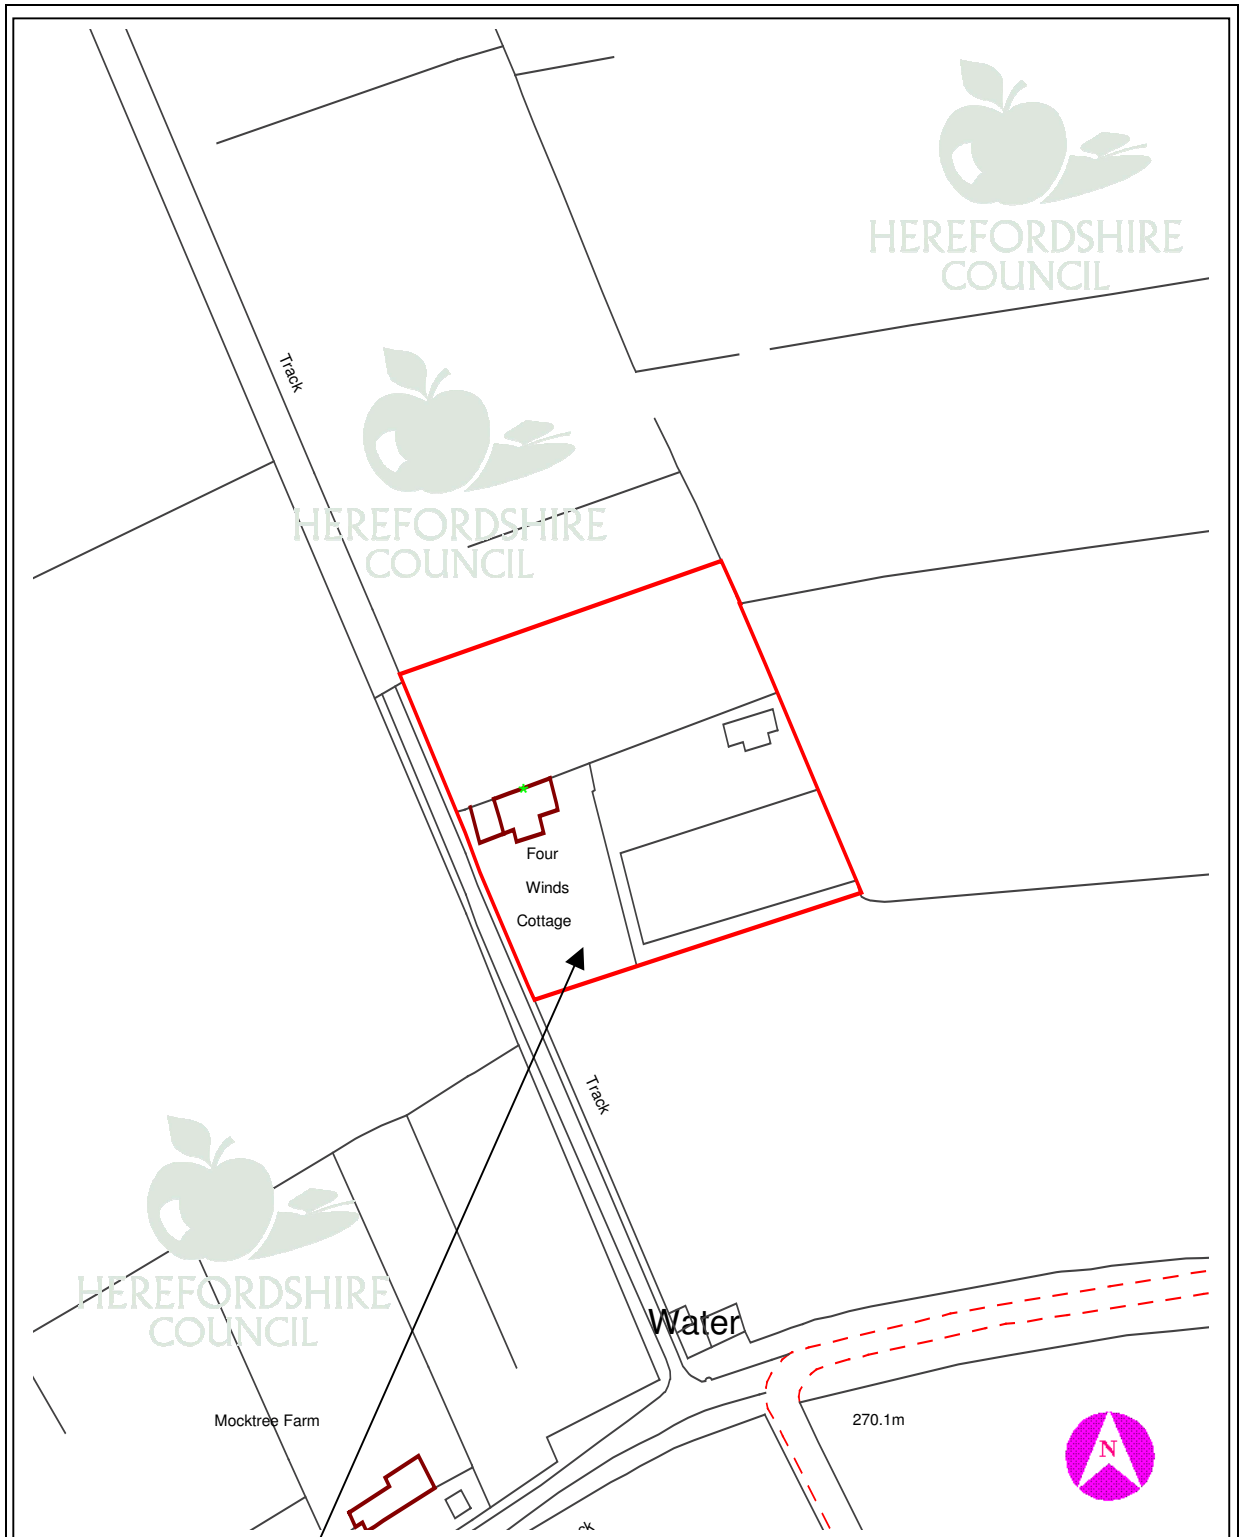 HEREFORDSHIRE
COUNCIL
Track
HEREFORDSHIRE
COUNCIL
Four
Winds
Cottage
Track
HEREFORDSHIRE
COUNCIL
Water
Mocktree Farm
270.1m
N